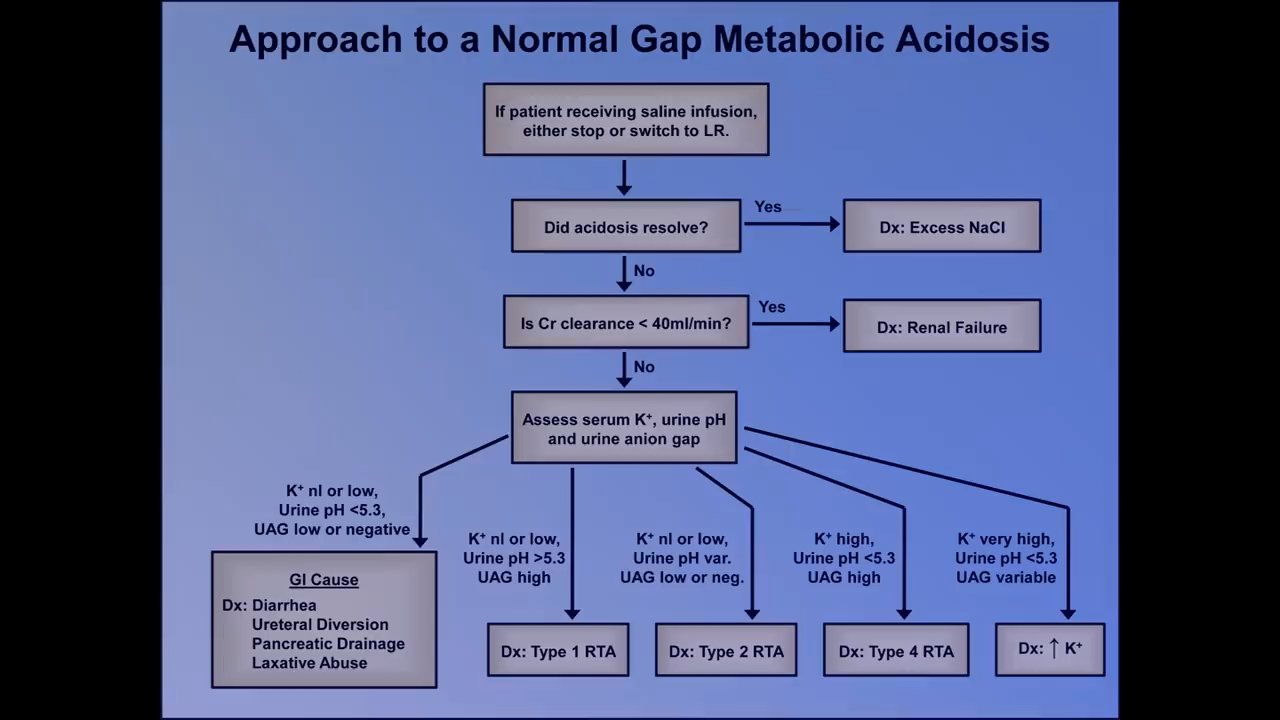 Approach to a Normal Gap Metabolic Acidosis
If patient receiving saline infusion,
either stop or switch to LR.
Did acidosis resolve?
Yes
Dx: Excess NaCl
No
Is Cr clearance < 40ml/min?
Yes
Dx: Renal Failure
No
Assess serum K⁺, urine pH
and urine anion gap
K⁺ nl or low,
Urine pH <5.3,
UAG low or negative
GI Cause
Dx: Diarrhea
Ureteral Diversion
Pancreatic Drainage
Laxative Abuse
K⁺ nl or low,
Urine pH >5.3
UAG high
Dx: Type 1 RTA
K⁺ nl or low,
Urine pH var.
UAG low or neg.
Dx: Type 2 RTA
K⁺ high,
Urine pH <5.3
UAG high
Dx: Type 4 RTA
K⁺ very high,
Urine pH <5.3
UAG variable
Dx: ↑ K⁺